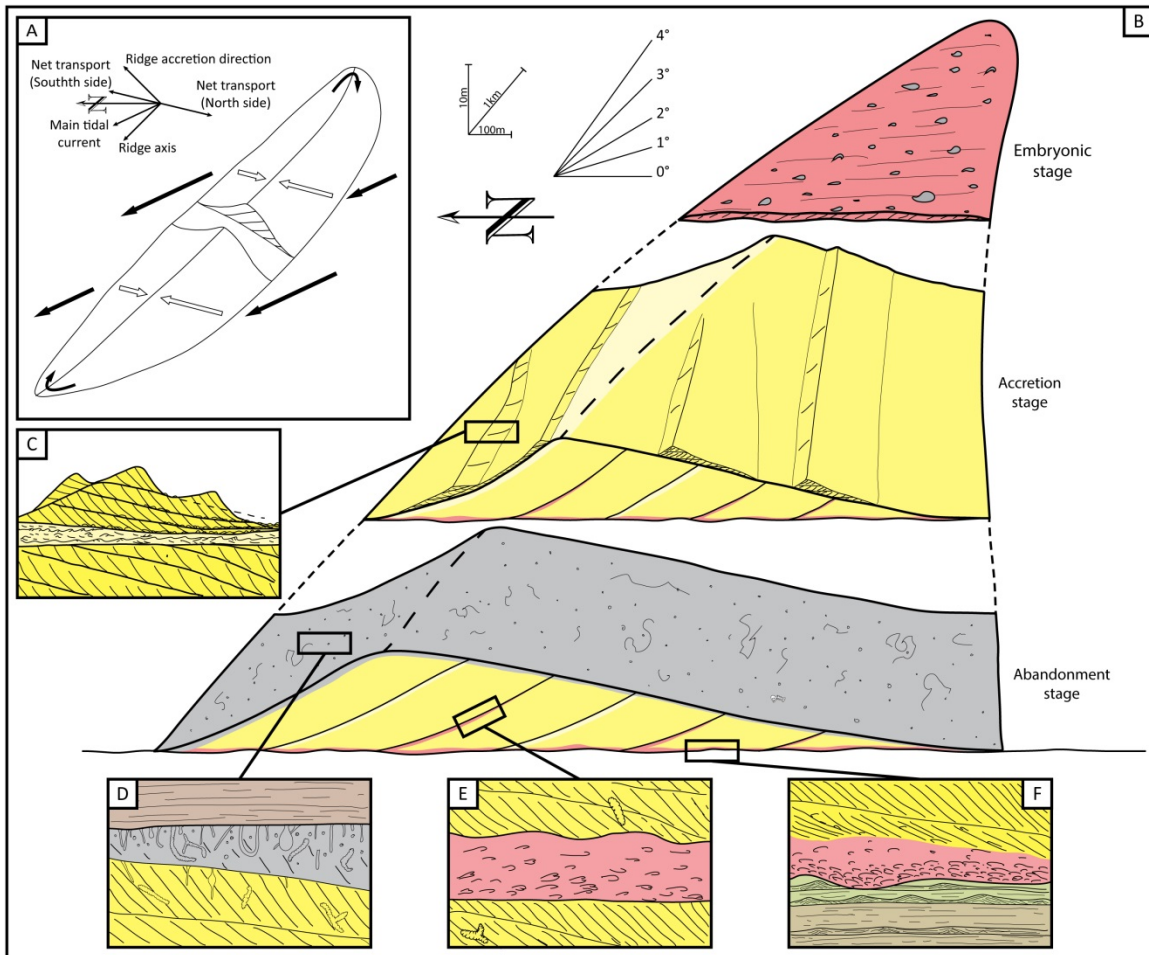 A
Ridge accretion direction
Net transport
(Southth side)
Net transport
(North side)
N
Main tidal
current
Ridge axis
B
10m
1km
100m
4°
3°
2°
1°
0°
N
Embryonic
stage
Accretion
stage
C
Abandonment
stage
D
E
F